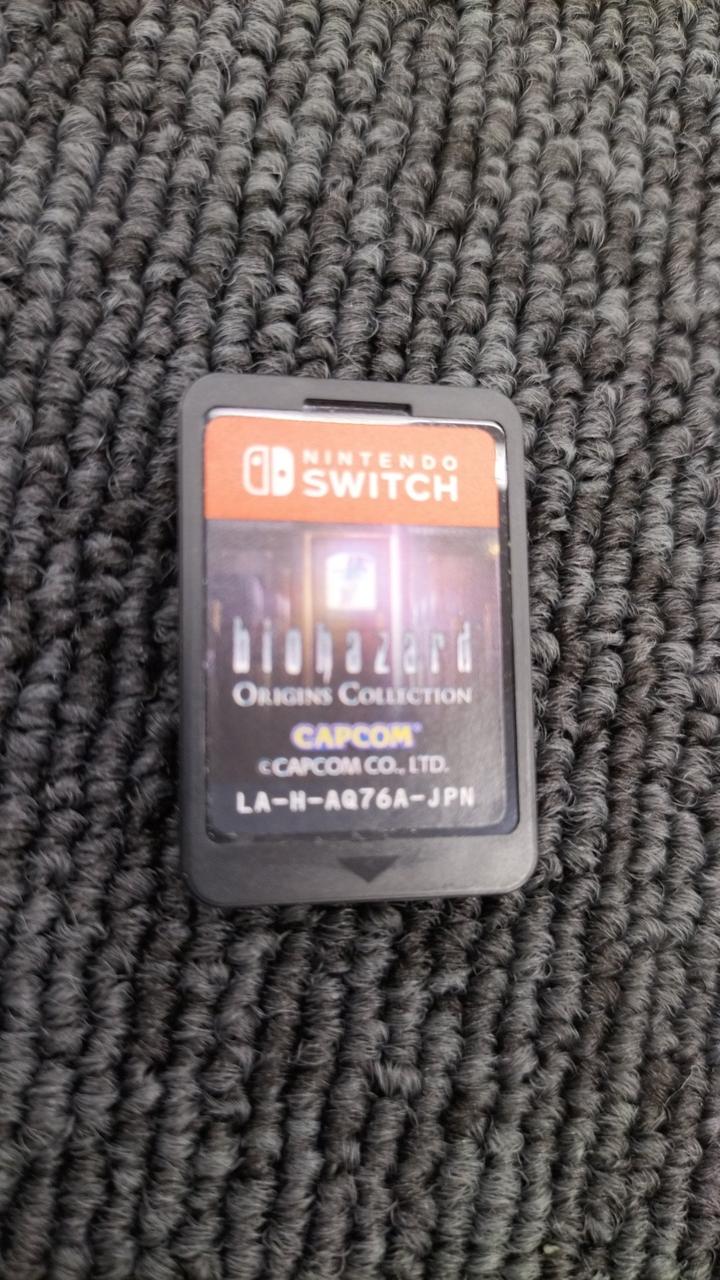 NINTENDO
SWITCH
biohazard
ORIGINS COLLECTION
CAPCOM
©CAPCOM CO., LTD.
LA-H-AQ76A-JPN